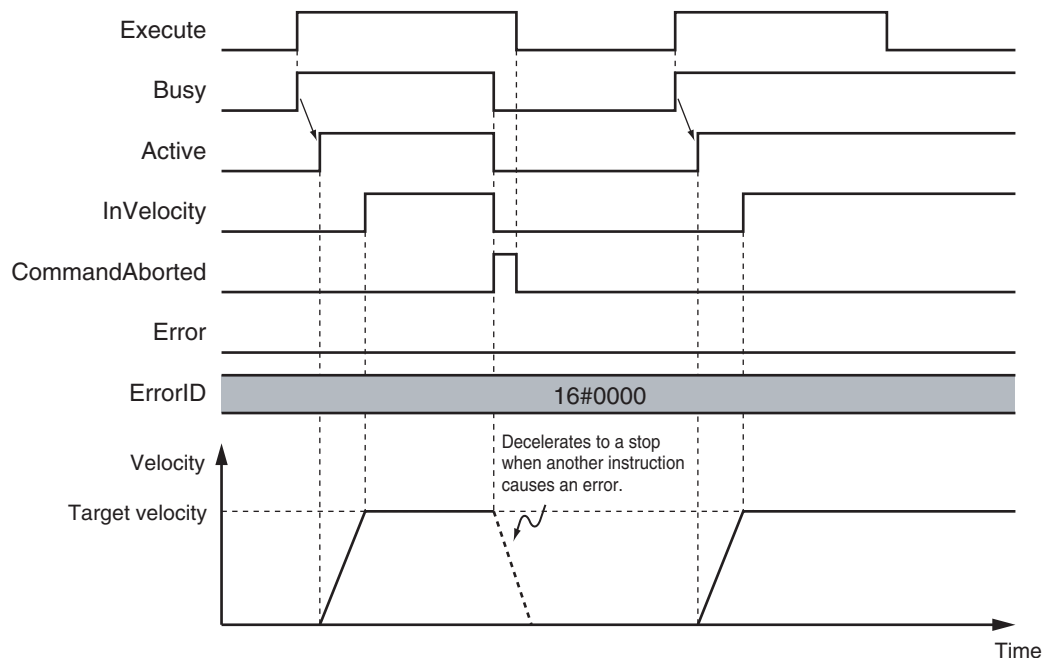 Execute
Busy
Active
InVelocity
CommandAborted
Error
ErrorID
16#0000
Decelerates to a stop
when another instruction
causes an error.
Velocity
Target velocity
Time